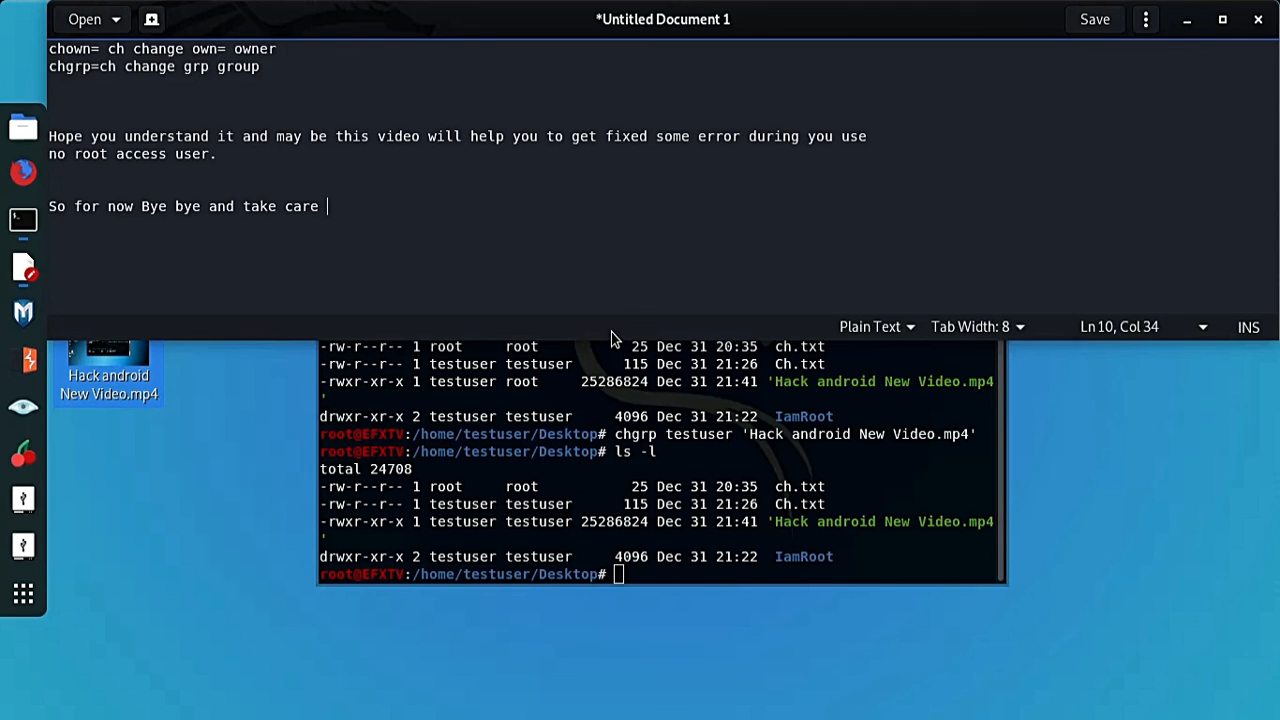 Open
*Untitled Document 1
Save
chown= ch change own= owner
chgrp=ch change grp group
Hope you understand it and may be this video will help you to get fixed some error during you use
no root access user.
So for now Bye bye and take care
Plain Text
Tab Width: 8
Ln 10, Col 34
INS
Hack android
New Video.mp4
-rw-r--r-- 1 root     root           25 Dec 31 20:35  ch.txt
-rw-r--r-- 1 testuser testuser      115 Dec 31 21:26  Ch.txt
-rwxr-xr-x 1 testuser root     25286824 Dec 31 21:41 'Hack android New Video.mp4
'
drwxr-xr-x 2 testuser testuser     4096 Dec 31 21:22  IamRoot
root@EFXTV:/home/testuser/Desktop# chgrp testuser 'Hack android New Video.mp4'
root@EFXTV:/home/testuser/Desktop# ls -l
total 24708
-rw-r--r-- 1 root     root           25 Dec 31 20:35  ch.txt
-rw-r--r-- 1 testuser testuser      115 Dec 31 21:26  Ch.txt
-rwxr-xr-x 1 testuser testuser 25286824 Dec 31 21:41 'Hack android New Video.mp4
'
drwxr-xr-x 2 testuser testuser     4096 Dec 31 21:22  IamRoot
root@EFXTV:/home/testuser/Desktop#